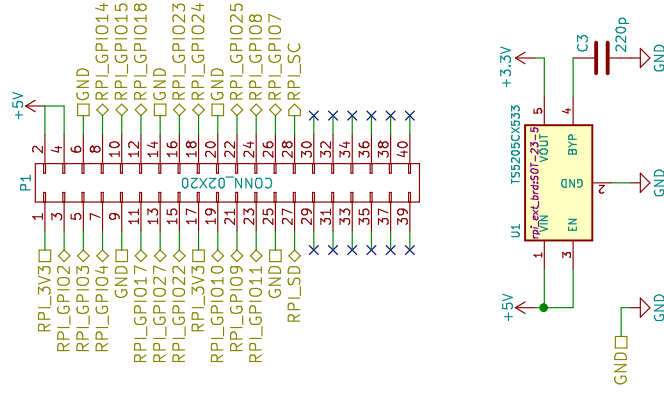 RPI_GPIO14
RPI_GPIO15
RPI_GPIO18
RPI_GPIO23
RPI_GPIO24
RPI_GPIO25
RPI_GPIO8
RPI_GPIO7
RPI_SC
GND
GND
GND
+5V
2
4
6
8
10
12
14
16
18
20
22
24
26
28
30
32
34
36
38
40
P1
CONN_02X20
1
3
5
7
9
11
13
15
17
19
21
23
25
27
29
31
33
35
37
39
RPI_3V3
RPI_GPIO2
RPI_GPIO3
RPI_GPIO4
GND
RPI_GPIO17
RPI_GPIO27
RPI_GPIO22
RPI_3V3
RPI_GPIO10
RPI_GPIO9
RPI_GPIO11
GND
RPI_SD
C3
220p
GND
+3.3V
5
4
TS5205CX533
rpi_ext_brd:SOT-23-5
VOUT
BYP
GND
2
GND
U1
VIN
EN
1
3
+5V
GND
GND